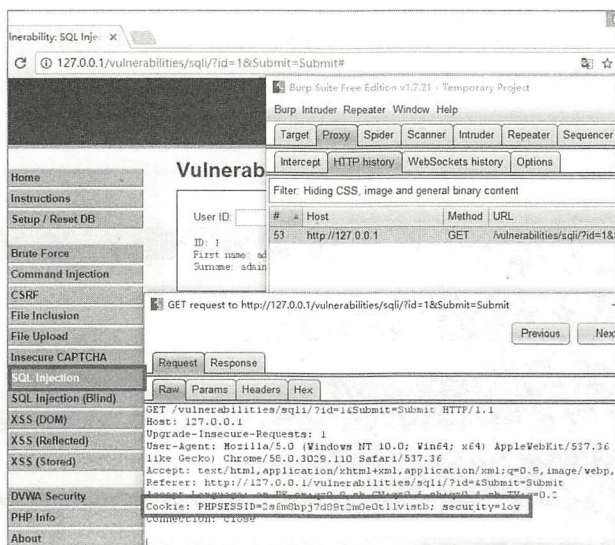 lnerability: SQL Injec ×
127.0.0.1/vulnerabilities/sqli/?id=1&Submit=Submit#
Burp Suite Free Edition v1.7.21 - Temporary Project
Burp Intruder Repeater Window Help
Target Proxy Spider Scanner Intruder Repeater Sequencer
Intercept HTTP history WebSockets history Options
Filter: Hiding CSS, image and general binary content
# Host Method URL
53 http://127.0.0.1 GET /vulnerabilities/sqli/?id=1&
Vulnerab
User ID:
ID: 1
First name: ad
Surname: admin
Home
Instructions
Setup / Reset DB
Brute Force
Command Injection
CSRF
File Inclusion
File Upload
Insecure CAPTCHA
SQL Injection
SQL Injection (Blind)
XSS (DOM)
XSS (Reflected)
XSS (Stored)
DVWA Security
PHP Info
About
GET request to http://127.0.0.1/vulnerabilities/sqli/?id=1&Submit=Submit
Previous Nex
Request Response
Raw Params Headers Hex
GET /vulnerabilities/sqli/?id=1&Submit=Submit HTTP/1.1
Host: 127.0.0.1
Upgrade-Insecure-Requests: 1
User-Agent: Mozilla/5.0 (Windows NT 10.0; Win64; x64) AppleWebKit/537.36
like Gecko) Chrome/58.0.3029.110 Safari/537.36
Accept: text/html,application/xhtml+xml,application/xml;q=0.9,image/webp,
Referer: http://127.0.0.1/vulnerabilities/sqli/?id=&Submit=Submit
Cookie: PHPSESSID=2s6m8bpj7d89t2m0e0t1lvistb; security=low
Connection: close